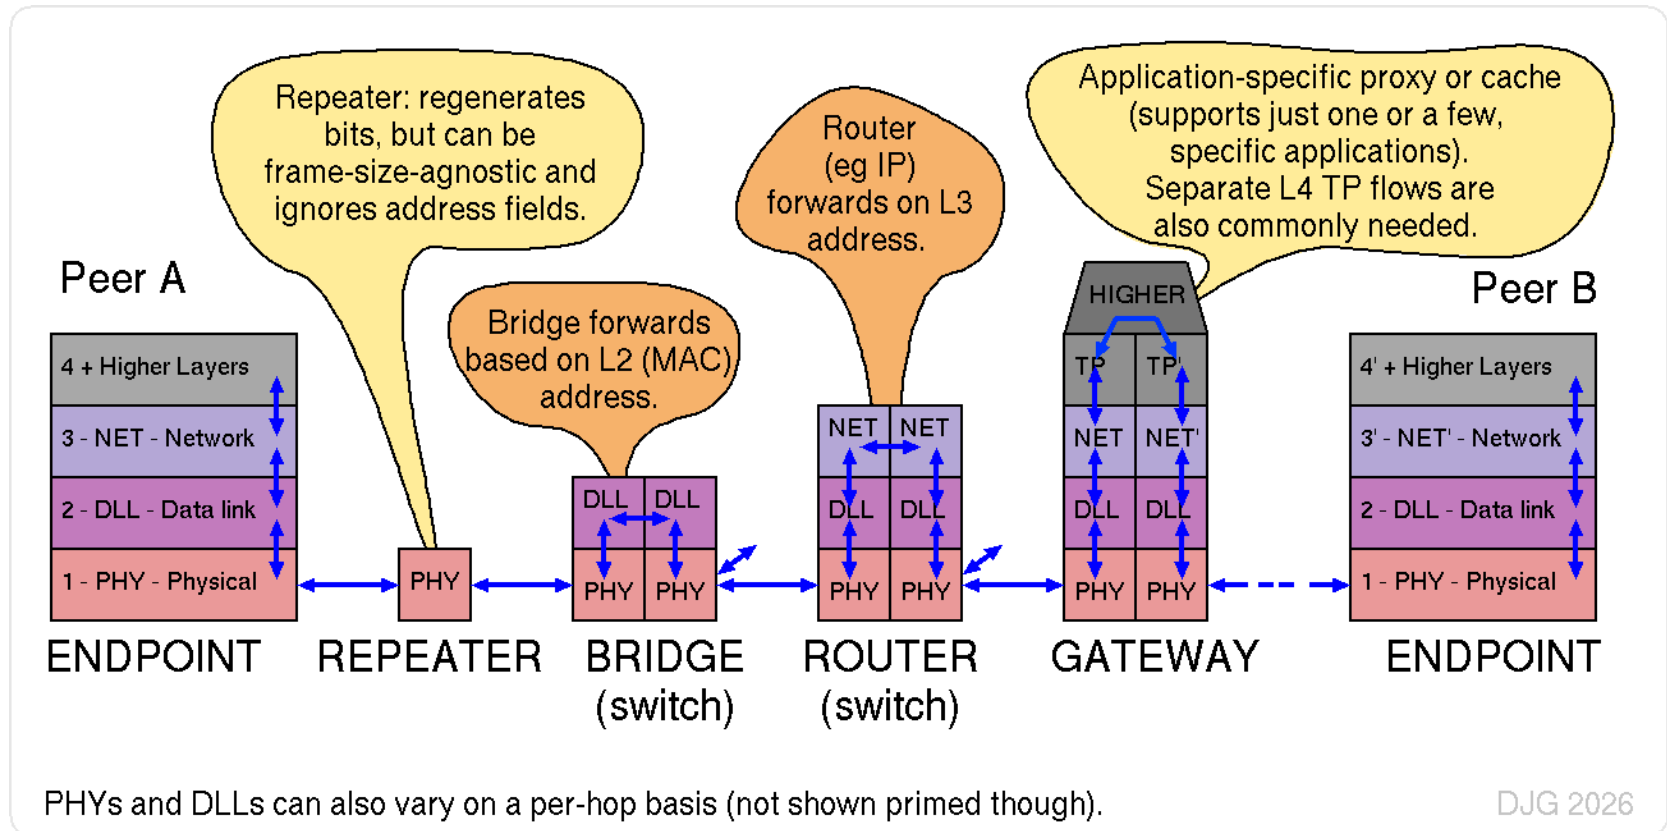 Repeater: regenerates
bits, but can be
frame-size-agnostic and
ignores address fields.
Router
(eg IP)
forwards on L3
address.
Application-specific proxy or cache
(supports just one or a few,
specific applications).
Separate L4 TP flows are
also commonly needed.
Bridge forwards
based on L2 (MAC)
address.
Peer A
Peer B
4 + Higher Layers
3 - NET - Network
2 - DLL - Data link
1 - PHY - Physical
PHY
DLL DLL
PHY PHY
NET NET
DLL DLL
PHY PHY
HIGHER
TP TP'
NET NET'
DLL DLL
PHY PHY
4' + Higher Layers
3' - NET' - Network
2 - DLL - Data link
1 - PHY - Physical
ENDPOINT
REPEATER
BRIDGE
(switch)
ROUTER
(switch)
GATEWAY
ENDPOINT
PHYs and DLLs can also vary on a per-hop basis (not shown primed though).
DJG 2026